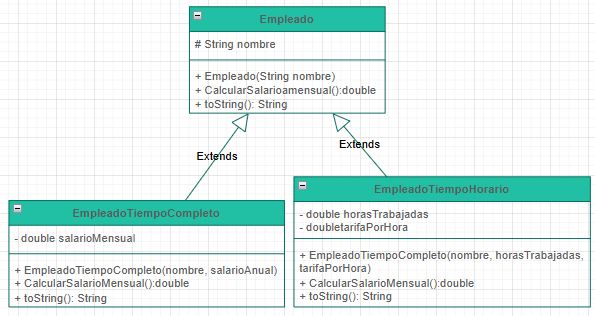 Empleado
# String nombre
+ Empleado(String nombre)
+ CalcularSalarioamensual():double
+ toString(): String
Extends
Extends
EmpleadoTiempoCompleto
- double salarioMensual
+ EmpleadoTiempoCompleto(nombre, salarioAnual)
+ CalcularSalarioMensual():double
+ toString(): String
EmpleadoTiempoHorario
- double horasTrabajadas
- doubletarifaPorHora
+ EmpleadoTiempoCompleto(nombre, horasTrabajadas,
tarifaPorHora)
+ CalcularSalarioMensual():double
+ toString(): String